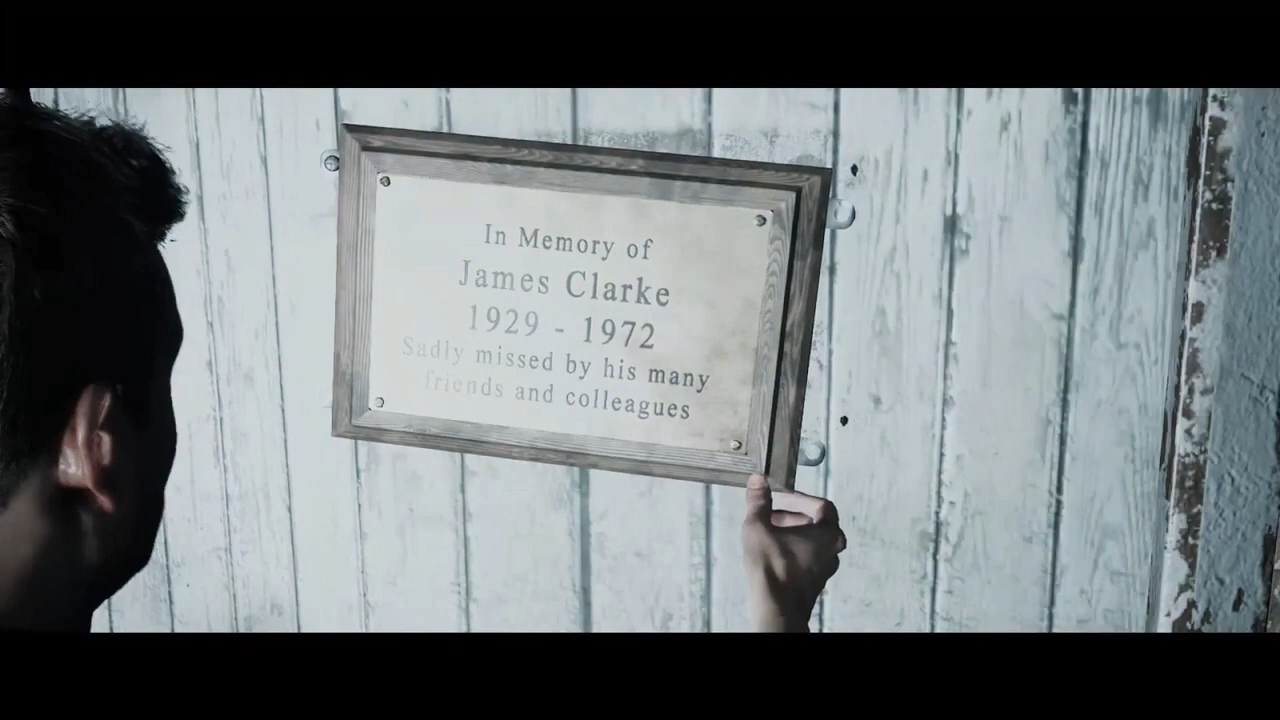 In Memory of
James Clarke
1929 - 1972
Sadly missed by his many
friends and colleagues